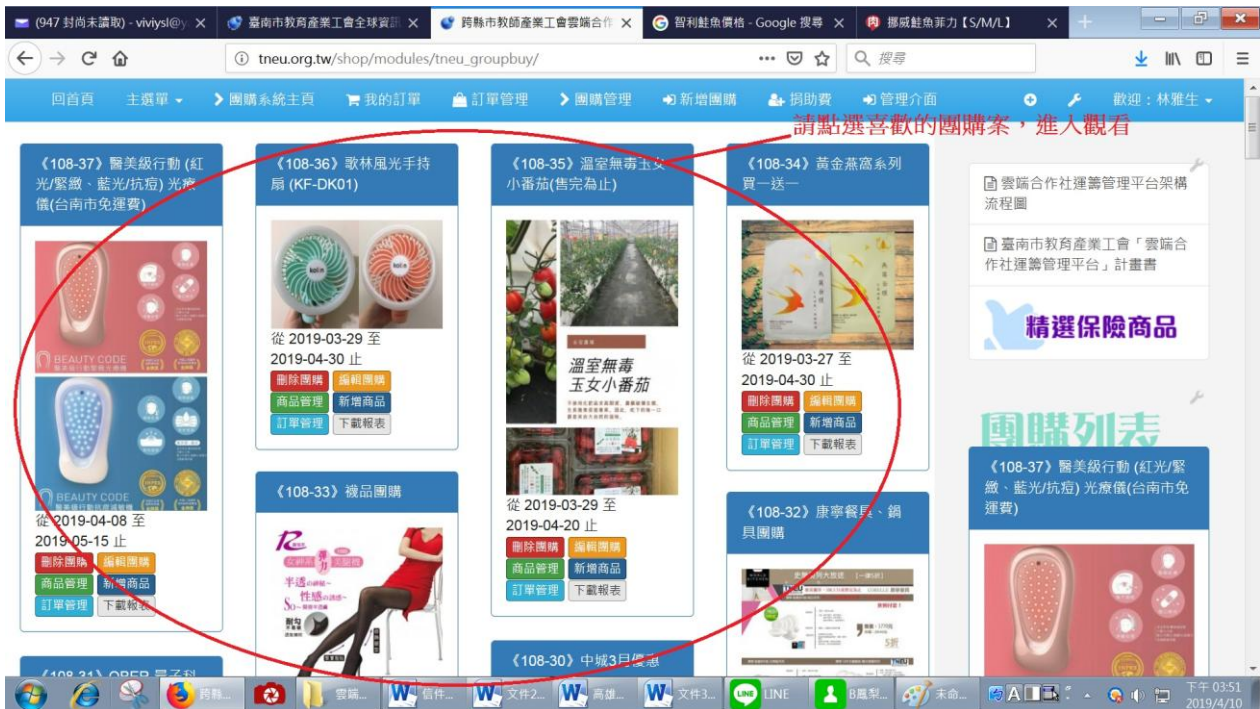 (947 封尚未讀取) - viviysl@y
臺南市教育產業工會全球資訊
跨縣市教師產業工會雲端合作
智利鮭魚價格 - Google 搜尋
挪威鮭魚菲力【S/M/L】
tneu.org.tw/shop/modules/tneu_groupbuy/
搜尋
回首頁 主選單 團購系統主頁 我的訂單 訂單管理 團購管理 新增團購 捐助費 管理介面 歡迎：林雅生
請點選喜歡的團購案，進入觀看
《108-37》醫美級行動 (紅
光/緊緻、藍光/抗痘) 光療
儀(台南市免運費)
BEAUTY CODE
BEAUTY CODE
從 2019-04-08 至
2019-05-15 止
刪除團購 編輯團購
商品管理 新增商品
訂單管理 下載報表
《108-36》歌林風光手持
扇 (KF-DK01)
從 2019-03-29 至
2019-04-30 止
刪除團購 編輯團購
商品管理 新增商品
訂單管理 下載報表
《108-33》襪品團購
半透的神秘~
性感的誘惑~
耐勾
《108-35》溫室無毒玉女
小番茄(售完為止)
溫室無毒
玉女小番茄
從 2019-03-29 至
2019-04-20 止
刪除團購 編輯團購
商品管理 新增商品
訂單管理 下載報表
《108-30》中城3月優惠
《108-34》黃金燕窩系列
買一送一
從 2019-03-27 至
2019-04-30 止
刪除團購 編輯團購
商品管理 新增商品
訂單管理 下載報表
《108-32》康寧餐具、鍋
具團購
5折
雲端合作社運籌管理平台架構
流程圖
臺南市教育產業工會「雲端合
作社運籌管理平台」計畫書
精選保險商品
團購列表
《108-37》醫美級行動 (紅光/緊
緻、藍光/抗痘) 光療儀(台南市免
運費)
跨縣... 雲端... 信件... 文件2... 高雄... 文件3... LINE B鳳梨... 未命...
下午 03:51
2019/4/10